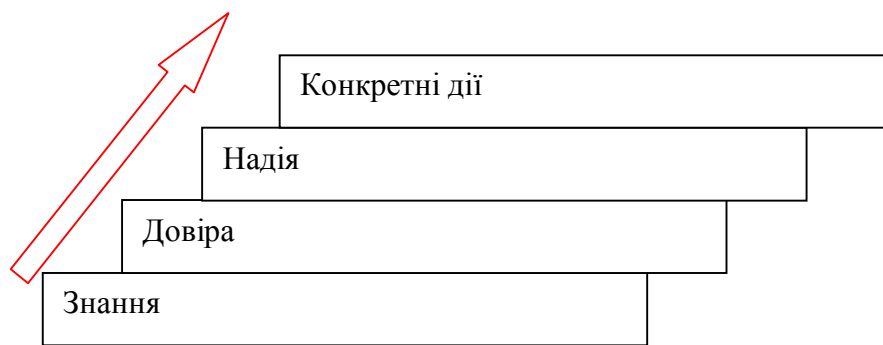 Конкретні дії
Надія
Довіра
Знання